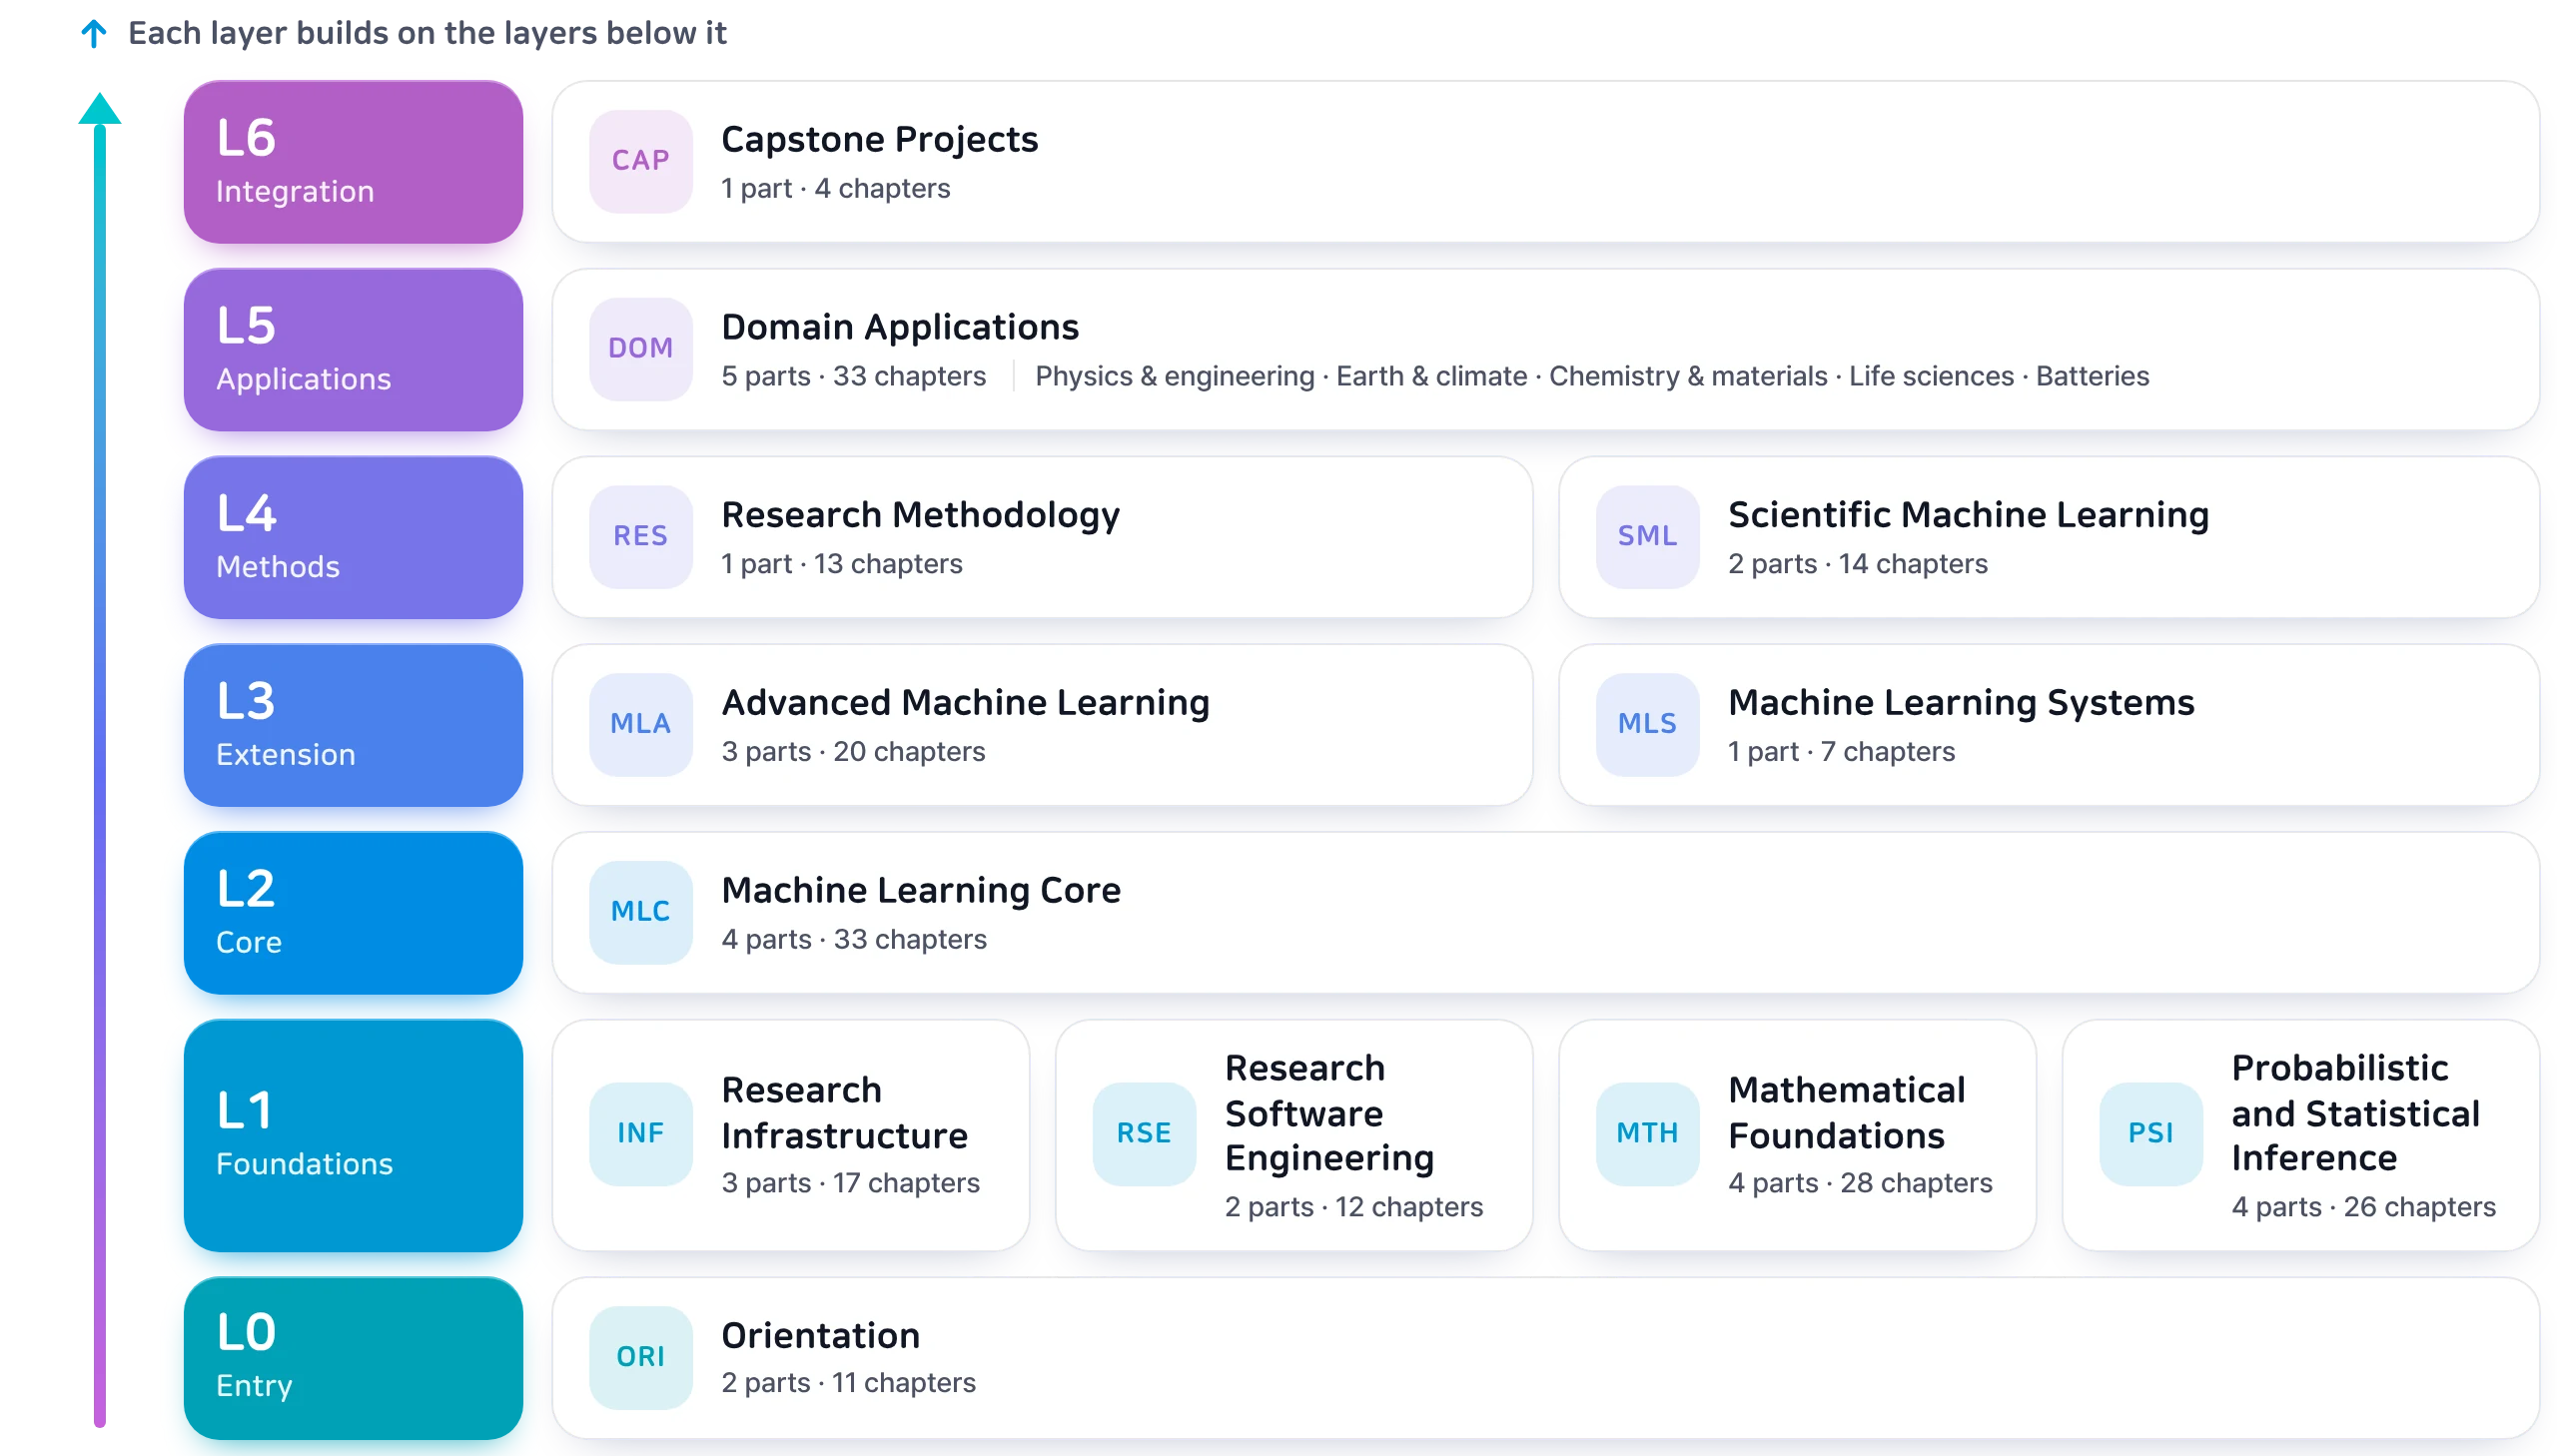 ↑ Each layer builds on the layers below it
L6
Integration
CAP
Capstone Projects
1 part · 4 chapters
L5
Applications
DOM
Domain Applications
5 parts · 33 chapters | Physics & engineering · Earth & climate · Chemistry & materials · Life sciences · Batteries
L4
Methods
RES
Research Methodology
1 part · 13 chapters
SML
Scientific Machine Learning
2 parts · 14 chapters
L3
Extension
MLA
Advanced Machine Learning
3 parts · 20 chapters
MLS
Machine Learning Systems
1 part · 7 chapters
L2
Core
MLC
Machine Learning Core
4 parts · 33 chapters
L1
Foundations
INF
Research
Infrastructure
3 parts · 17 chapters
RSE
Research
Software
Engineering
2 parts · 12 chapters
MTH
Mathematical
Foundations
4 parts · 28 chapters
PSI
Probabilistic
and Statistical
Inference
4 parts · 26 chapters
L0
Entry
ORI
Orientation
2 parts · 11 chapters